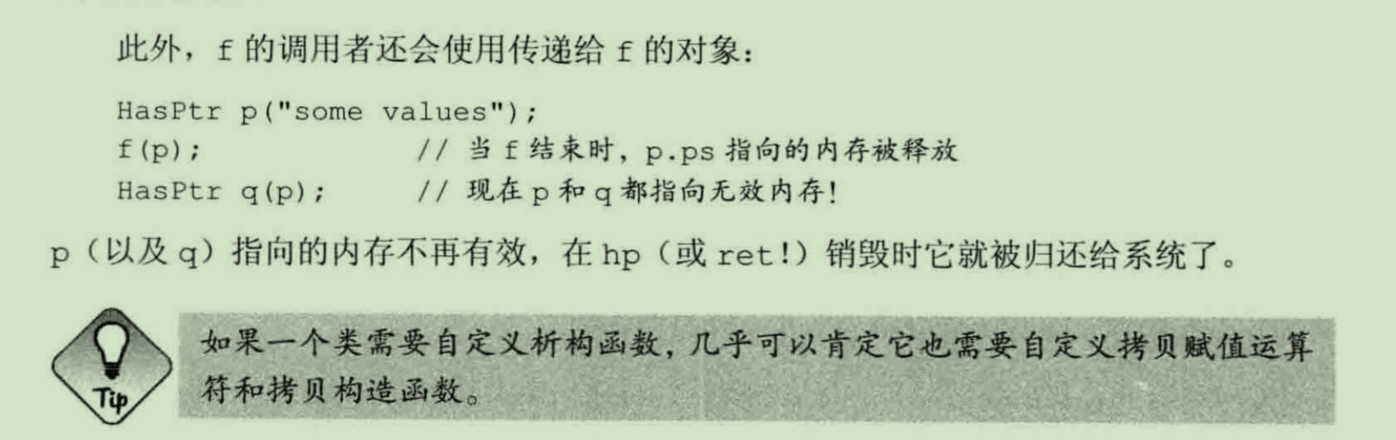 此外，f 的调用者还会使用传递给 f 的对象：
HasPtr p("some values");
f(p);              // 当 f 结束时，p.ps 指向的内存被释放
HasPtr q(p);       // 现在 p 和 q 都指向无效内存！
p（以及 q）指向的内存不再有效，在 hp（或 ret!）销毁时它就被归还给系统了。
如果一个类需要自定义析构函数，几乎可以肯定它也需要自定义拷贝赋值运算
符和拷贝构造函数。
Tip